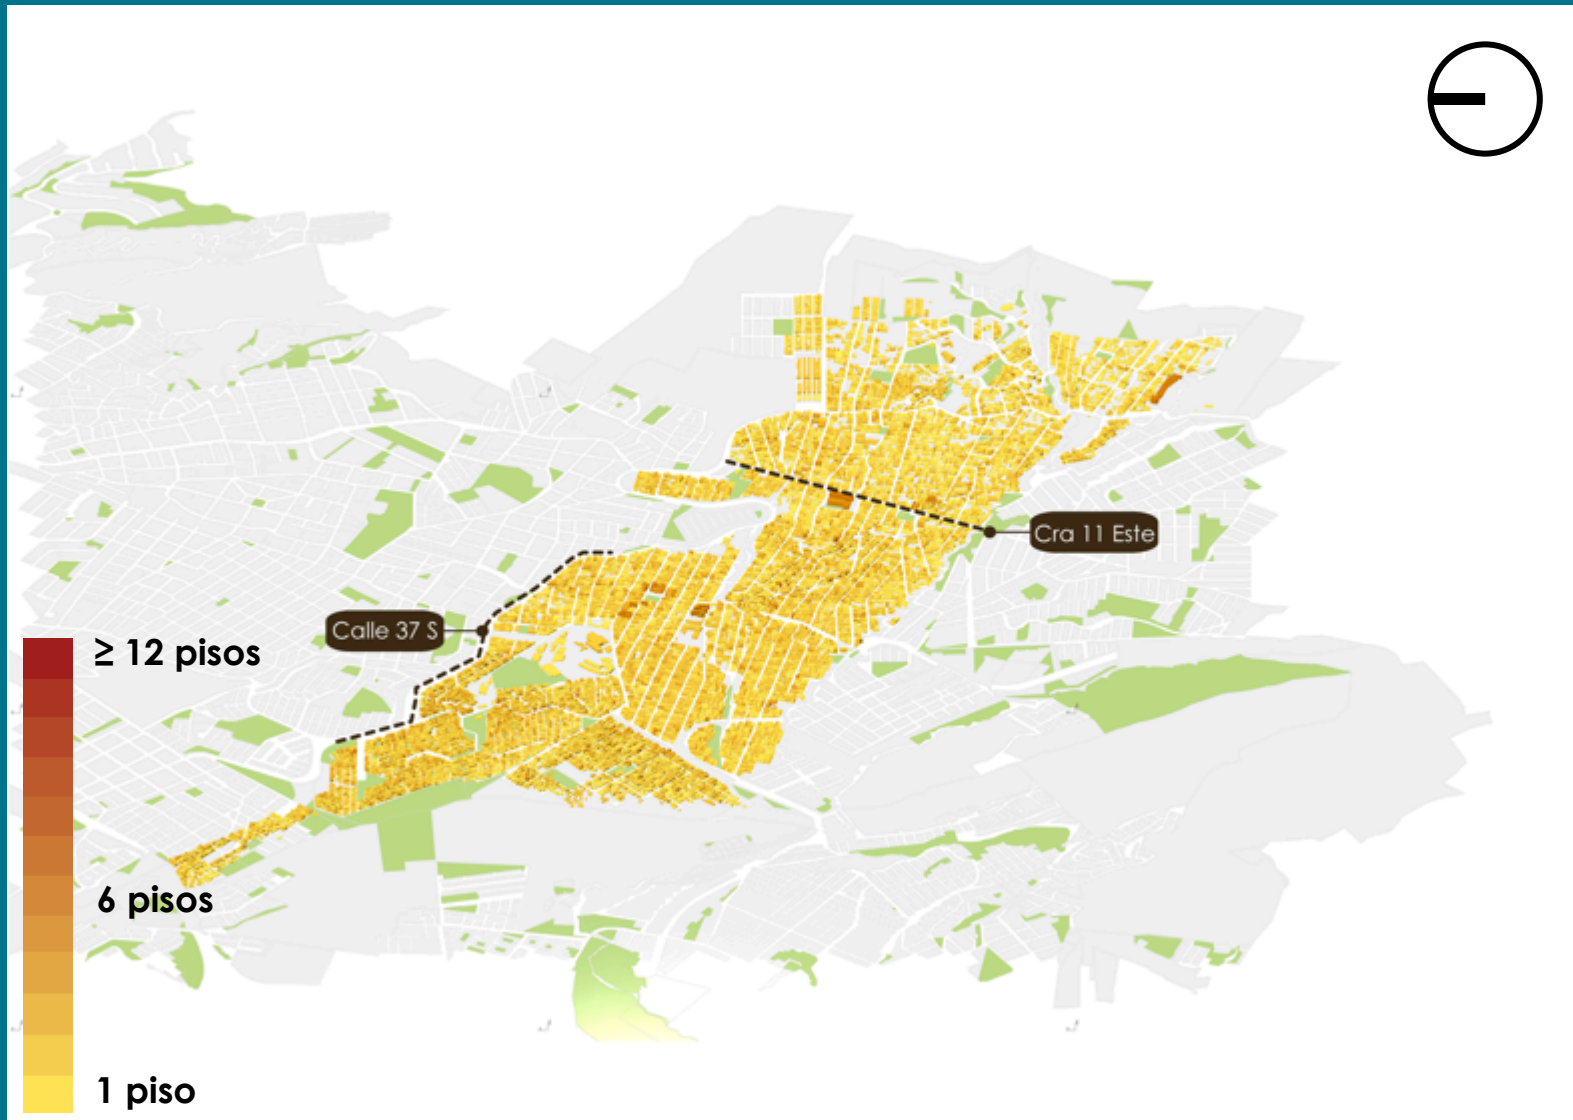 Cra 11 Este
Calle 37 S
≥ 12 pisos
6 pisos
1 piso